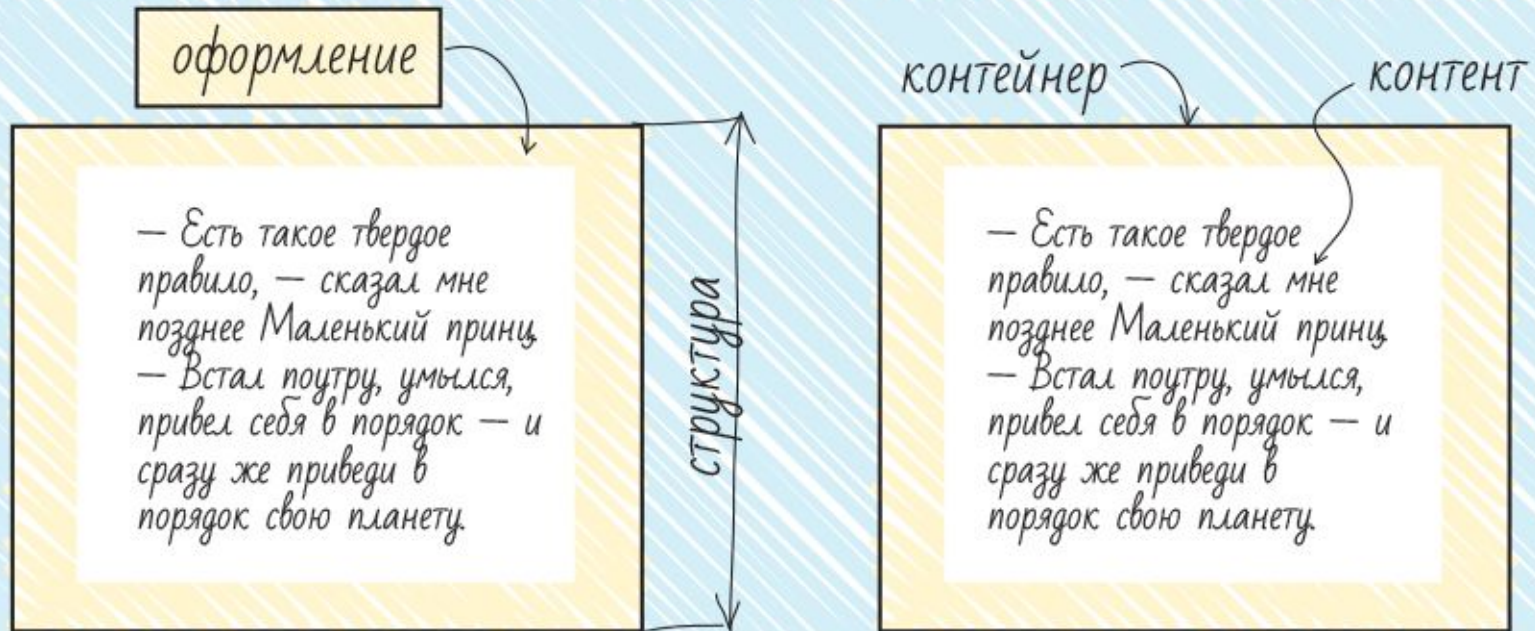 оформление
— Есть такое твердое
правило, — сказал мне
позднее Маленький принц.
— Встал поутру, умылся,
привел себя в порядок — и
сразу же приведи в
порядок свою планету.
структура
контейнер
контент
— Есть такое твердое
правило, — сказал мне
позднее Маленький принц.
— Встал поутру, умылся,
привел себя в порядок — и
сразу же приведи в
порядок свою планету.